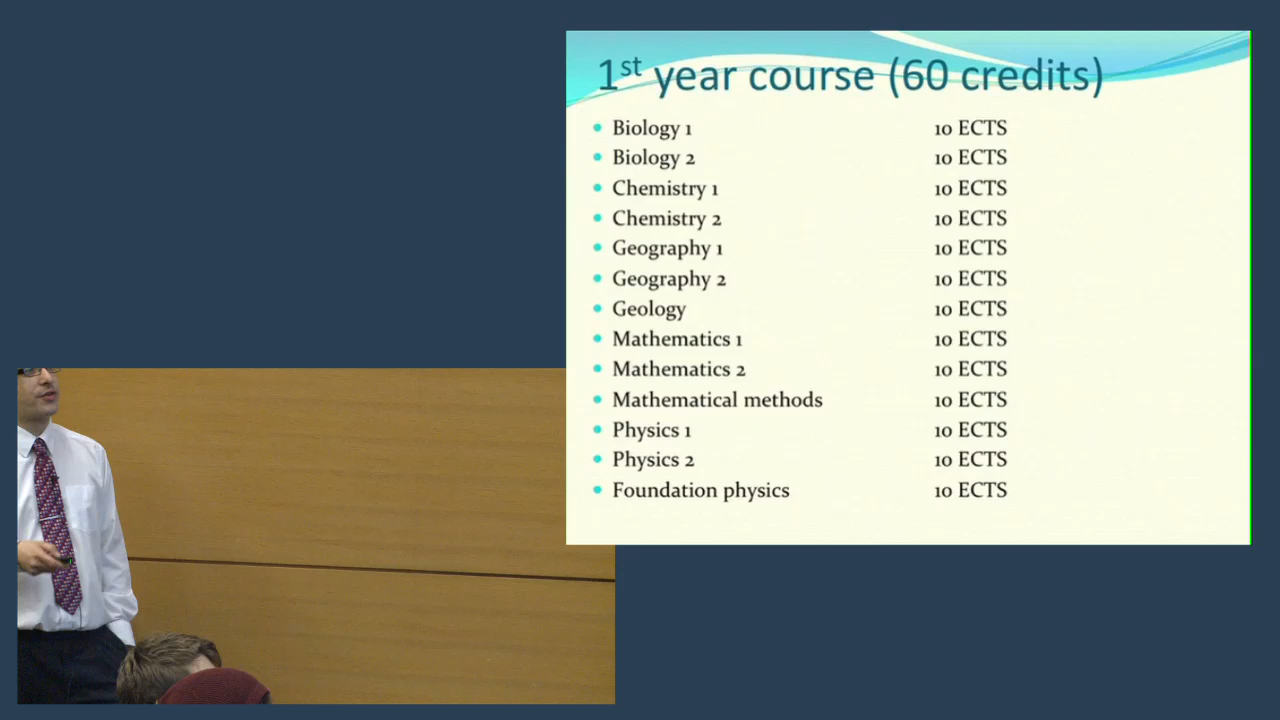 1st year course (60 credits)
Biology 1 10 ECTS
Biology 2 10 ECTS
Chemistry 1 10 ECTS
Chemistry 2 10 ECTS
Geography 1 10 ECTS
Geography 2 10 ECTS
Geology 10 ECTS
Mathematics 1 10 ECTS
Mathematics 2 10 ECTS
Mathematical methods 10 ECTS
Physics 1 10 ECTS
Physics 2 10 ECTS
Foundation physics 10 ECTS